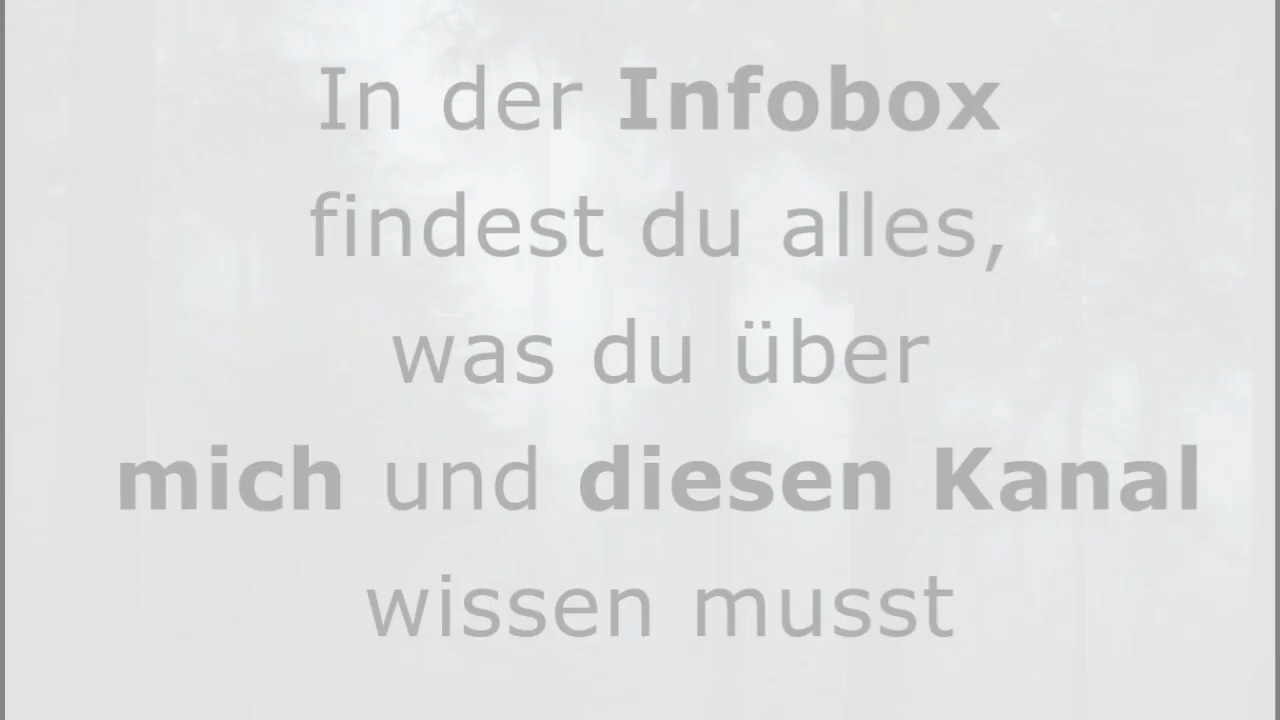 In der Infobox
findest du alles,
was du über
mich und diesen Kanal
wissen musst